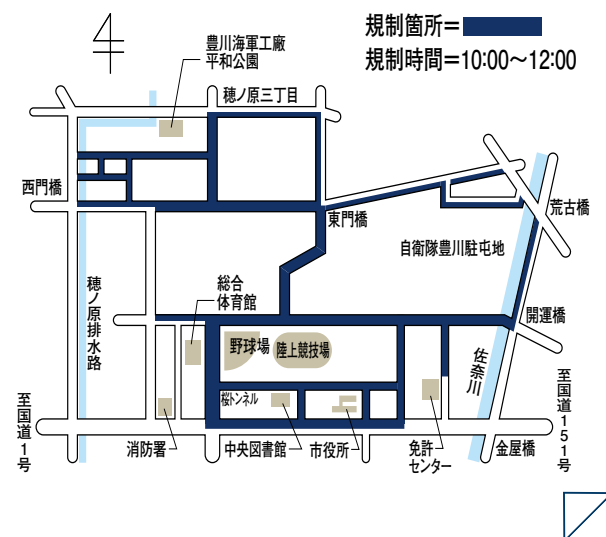 規制箇所=
規制時間=10:00～12:00
豊川海軍工廠
平和公園
穂ノ原三丁目
西門橋
東門橋
荒古橋
自衛隊豊川駐屯地
穂ノ原排水路
総合
体育館
開運橋
野球場
陸上競技場
佐奈川
至国道1号
桜トンネル
至国道151号
消防署
中央図書館
市役所
免許
センター
金屋橋